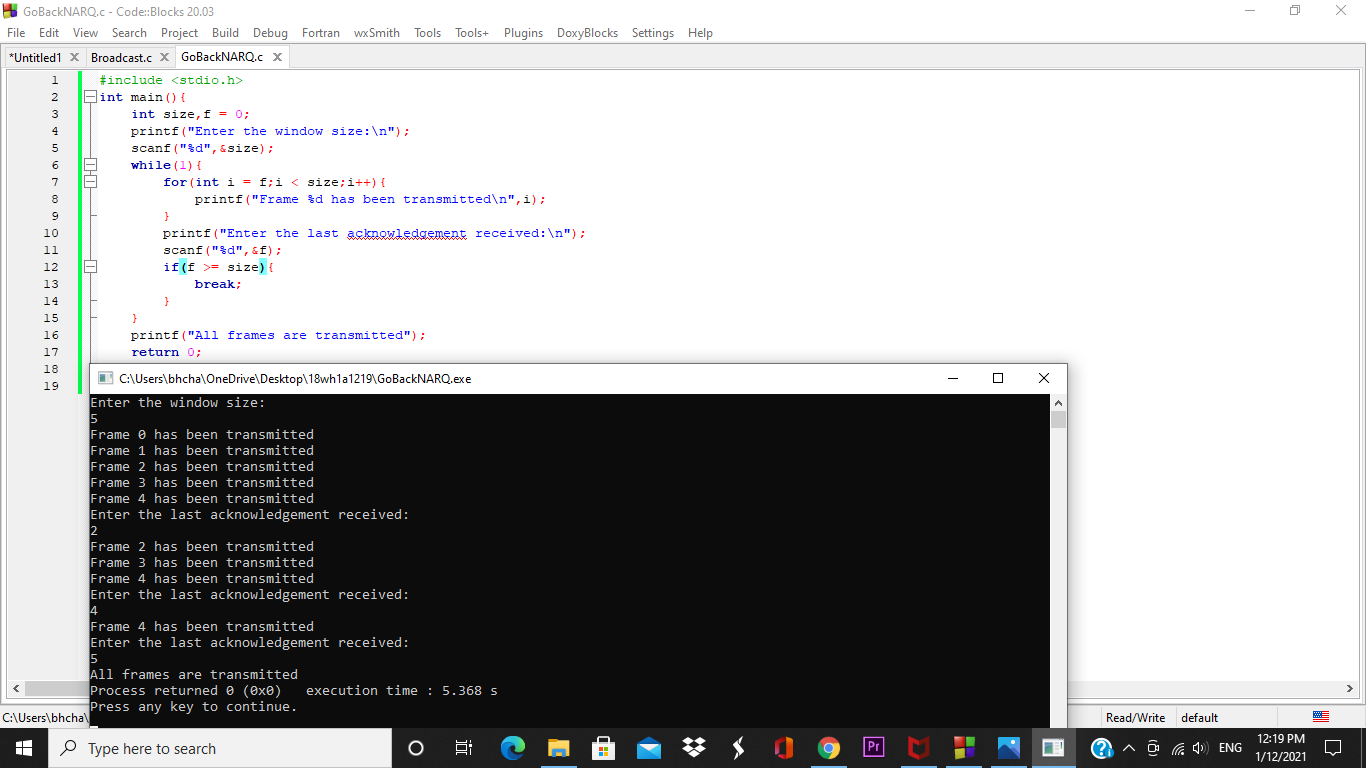 GoBackNARQ.c - Code::Blocks 20.03
File Edit View Search Project Build Debug Fortran wxSmith Tools Tools+ Plugins DoxyBlocks Settings Help
*Untitled1 Broadcast.c GoBackNARQ.c
1 #include <stdio.h>
2 int main(){
3 int size,f = 0;
4 printf("Enter the window size:\n");
5 scanf("%d",&size);
6 while(1){
7 for(int i = f;i < size;i++){
8 printf("Frame %d has been transmitted\n",i);
9 }
10 printf("Enter the last acknowledgement received:\n");
11 scanf("%d",&f);
12 if(f >= size){
13 break;
14 }
15 }
16 printf("All frames are transmitted");
17 return 0;
18
19
C:\Users\bhcha\OneDrive\Desktop\18wh1a1219\GoBackNARQ.exe
Enter the window size:
5
Frame 0 has been transmitted
Frame 1 has been transmitted
Frame 2 has been transmitted
Frame 3 has been transmitted
Frame 4 has been transmitted
Enter the last acknowledgement received:
2
Frame 2 has been transmitted
Frame 3 has been transmitted
Frame 4 has been transmitted
Enter the last acknowledgement received:
4
Frame 4 has been transmitted
Enter the last acknowledgement received:
5
All frames are transmitted
Process returned 0 (0x0) execution time : 5.368 s
Press any key to continue.
C:\Users\bhcha\ Read/Write default
Type here to search
Pr
ENG
12:19 PM
1/12/2021